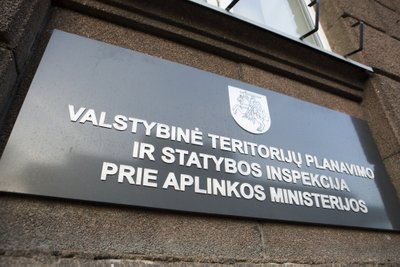 VALSTYBINĖ TERITORIJŲ PLANAVIMO
IR STATYBOS INSPEKCIJA
PRIE APLINKOS MINISTERIJOS